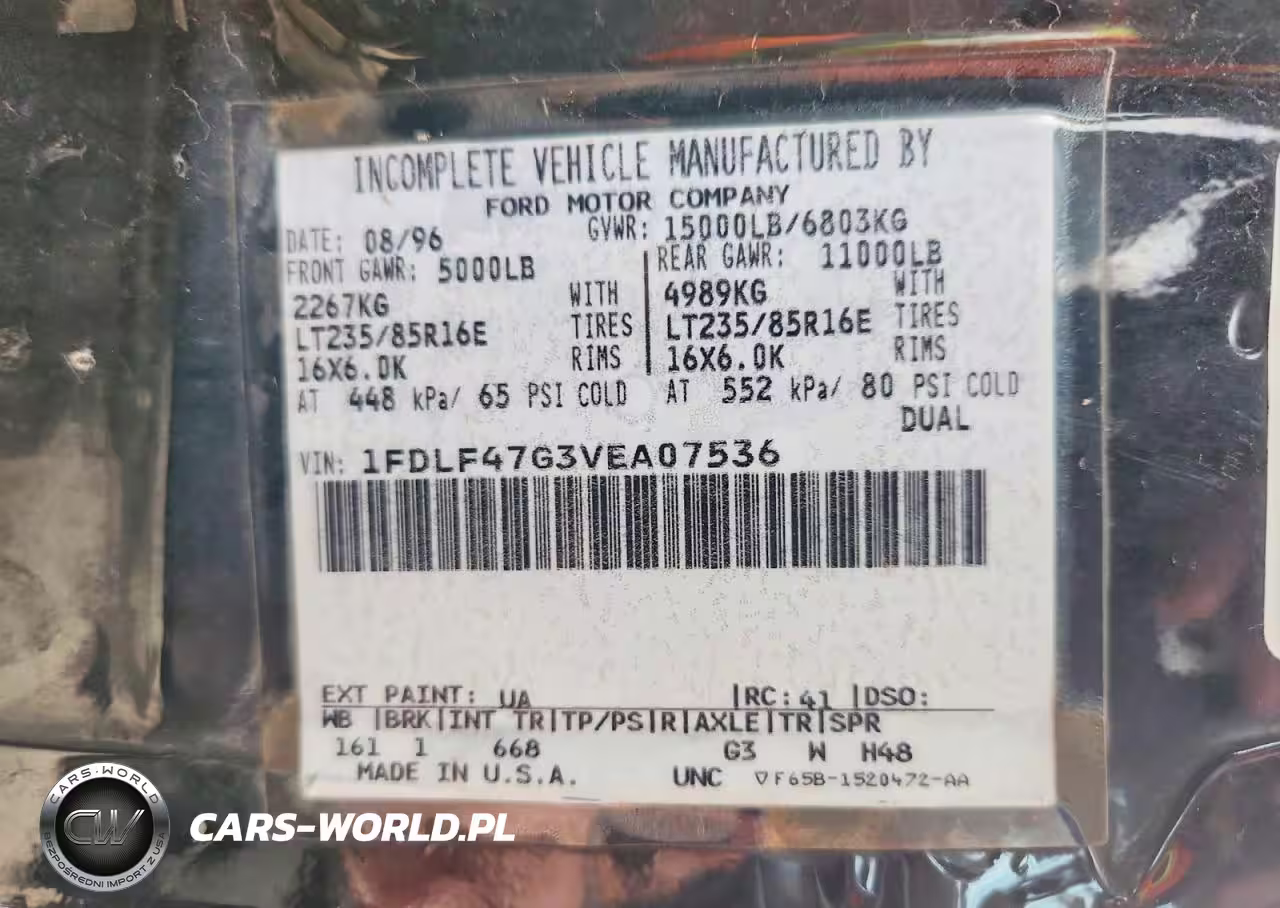 INCOMPLETE VEHICLE MANUFACTURED BY
FORD MOTOR COMPANY
DATE: 08/96 GVWR: 15000LB/6803KG
FRONT GAWR: 5000LB REAR GAWR: 11000LB
2267KG WITH 4989KG WITH
LT235/85R16E TIRES LT235/85R16E TIRES
16X6.0K RIMS 16X6.0K RIMS
AT 448 kPa/ 65 PSI COLD AT 552 kPa/ 80 PSI COLD
DUAL
VIN: 1FDLF47G3VEA07536
EXT PAINT: UA |RC: 41 |DSO:
WB |BRK|INT TR|TP/PS|R|AXLE|TR|SPR
161 1 668 G3 W H48
MADE IN U.S.A. UNC ▽F65B-1520472-AA
CARS-WORLD
CW
BEZPOŚREDNI IMPORT Z USA
CARS-WORLD.PL